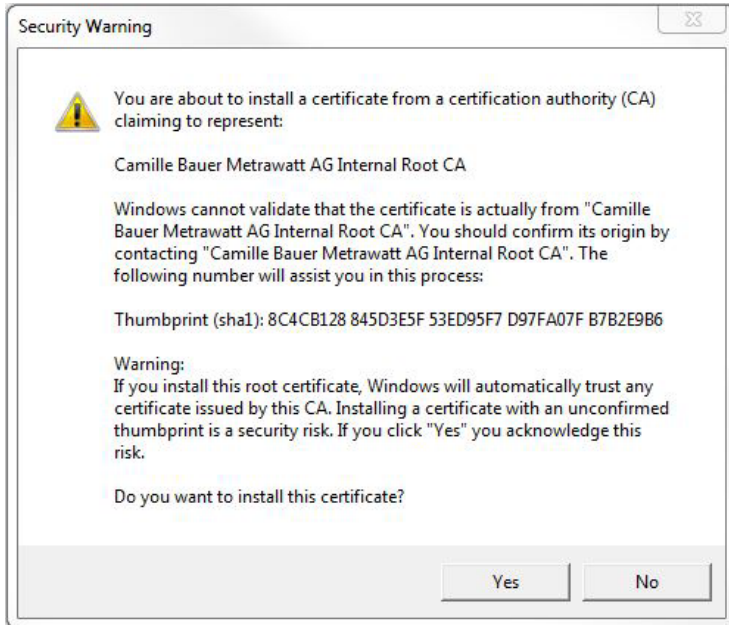 Security Warning
You are about to install a certificate from a certification authority (CA)
claiming to represent:
Camille Bauer Metrawatt AG Internal Root CA
Windows cannot validate that the certificate is actually from "Camille
Bauer Metrawatt AG Internal Root CA". You should confirm its origin by
contacting "Camille Bauer Metrawatt AG Internal Root CA". The
following number will assist you in this process:
Thumbprint (sha1): 8C4CB128 845D3E5F 53ED95F7 D97FA07F B7B2E9B6
Warning:
If you install this root certificate, Windows will automatically trust any
certificate issued by this CA. Installing a certificate with an unconfirmed
thumbprint is a security risk. If you click "Yes" you acknowledge this
risk.
Do you want to install this certificate?
Yes No